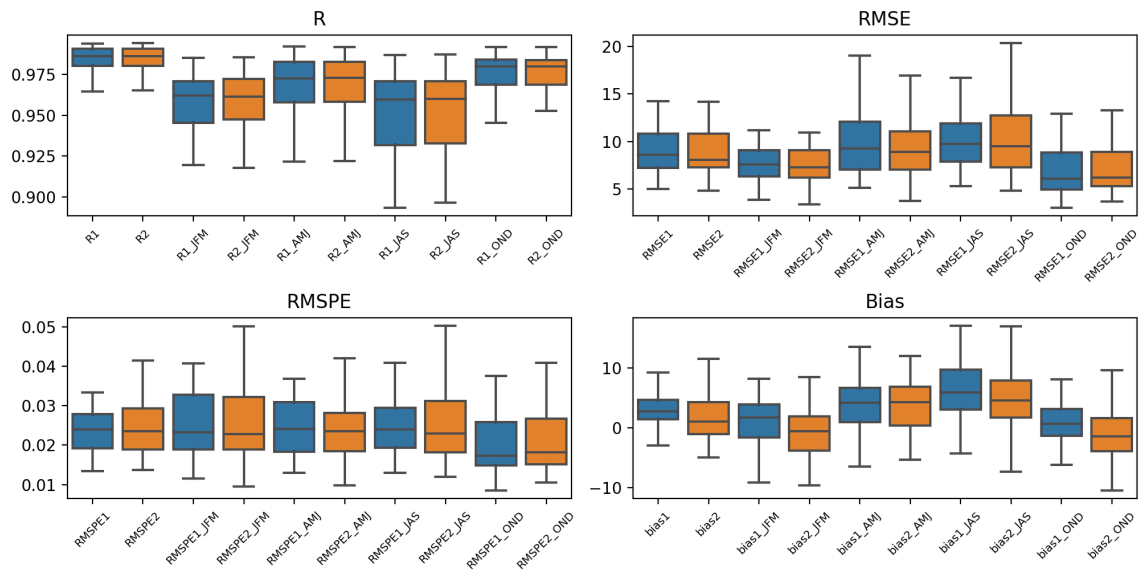 R
0.975
0.950
0.925
0.900
R1
R2
R1_JFM
R2_JFM
R1_AMJ
R2_AMJ
R1_JAS
R2_JAS
R1_OND
R2_OND
RMSE
20
15
10
5
RMSE1
RMSE2
RMSE1_JFM
RMSE2_JFM
RMSE1_AMJ
RMSE2_AMJ
RMSE1_JAS
RMSE2_JAS
RMSE1_OND
RMSE2_OND
RMSPE
0.05
0.04
0.03
0.02
0.01
RMSPE1
RMSPE2
RMSPE1_JFM
RMSPE2_JFM
RMSPE1_AMJ
RMSPE2_AMJ
RMSPE1_JAS
RMSPE2_JAS
RMSPE1_OND
RMSPE2_OND
Bias
10
0
−10
bias1
bias2
bias1_JFM
bias2_JFM
bias1_AMJ
bias2_AMJ
bias1_JAS
bias2_JAS
bias1_OND
bias2_OND